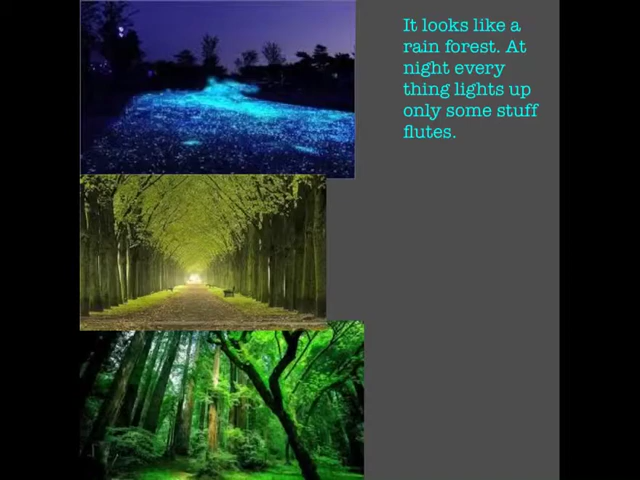 It looks like a
rain forest. At
night every
thing lights up
only some stuff
flutes.